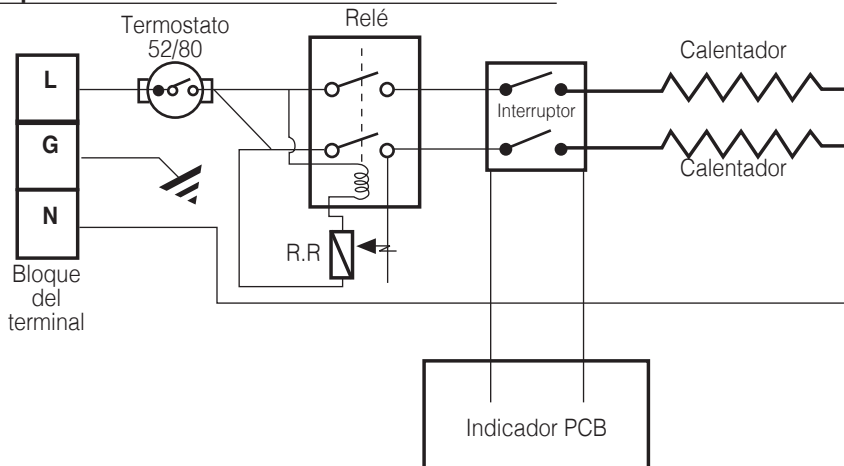 Relé
Termostato
52/80
Calentador
L
Interruptor
G
Calentador
N
R.R
Bloque
del
terminal
Indicador PCB